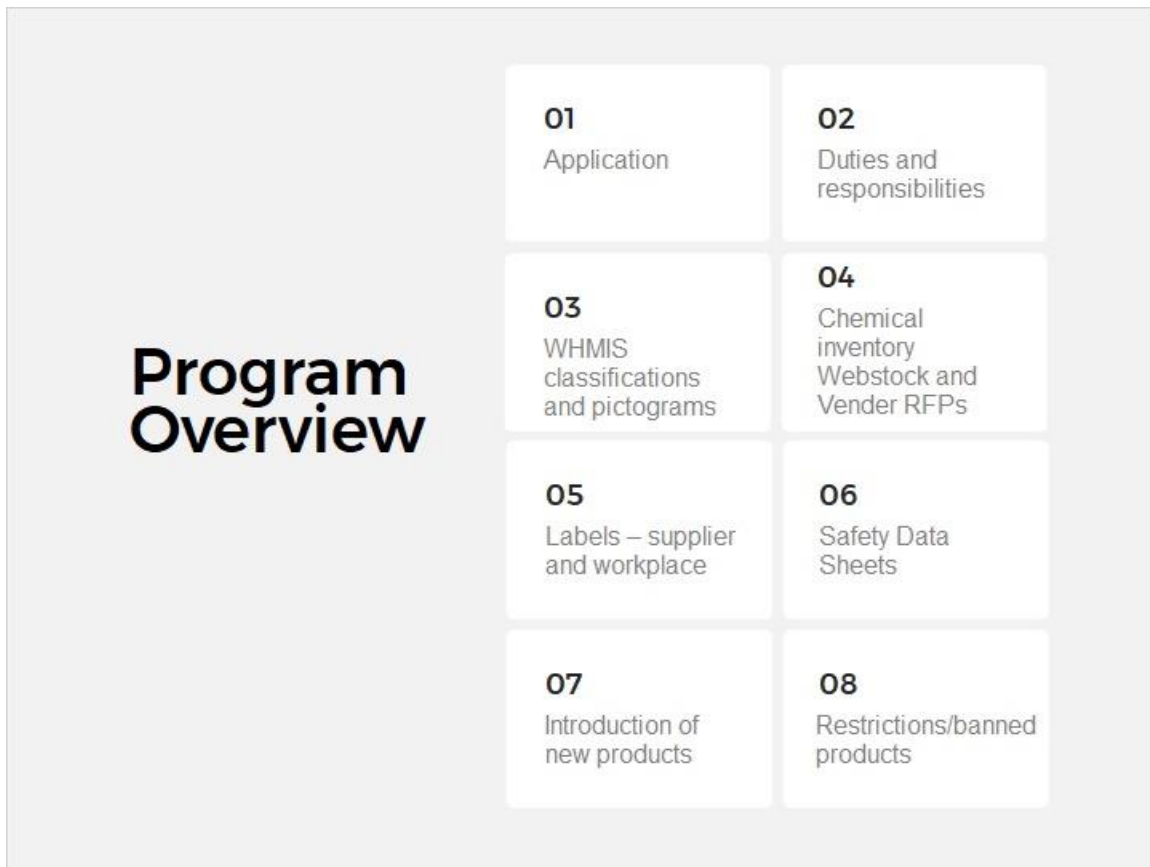 Program
Overview
01
Application
02
Duties and
responsibilities
03
WHMIS
classifications
and pictograms
04
Chemical
inventory
Webstock and
Vender RFPs
05
Labels – supplier
and workplace
06
Safety Data
Sheets
07
Introduction of
new products
08
Restrictions/banned
products